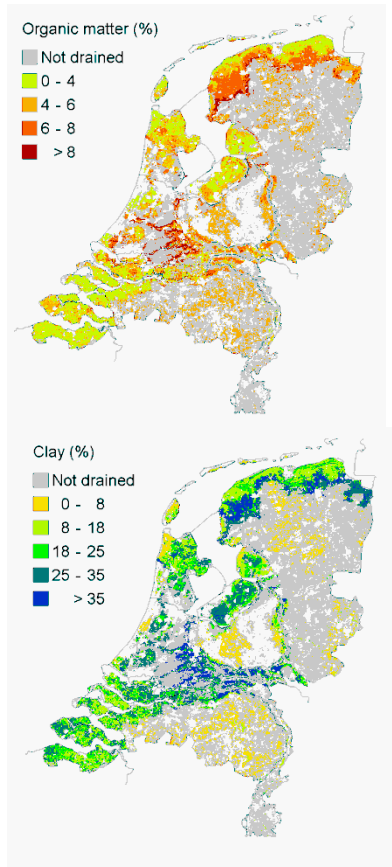 Organic matter (%)
Not drained
0 - 4
4 - 6
6 - 8
> 8
Clay (%)
Not drained
0 - 8
8 - 18
18 - 25
25 - 35
> 35